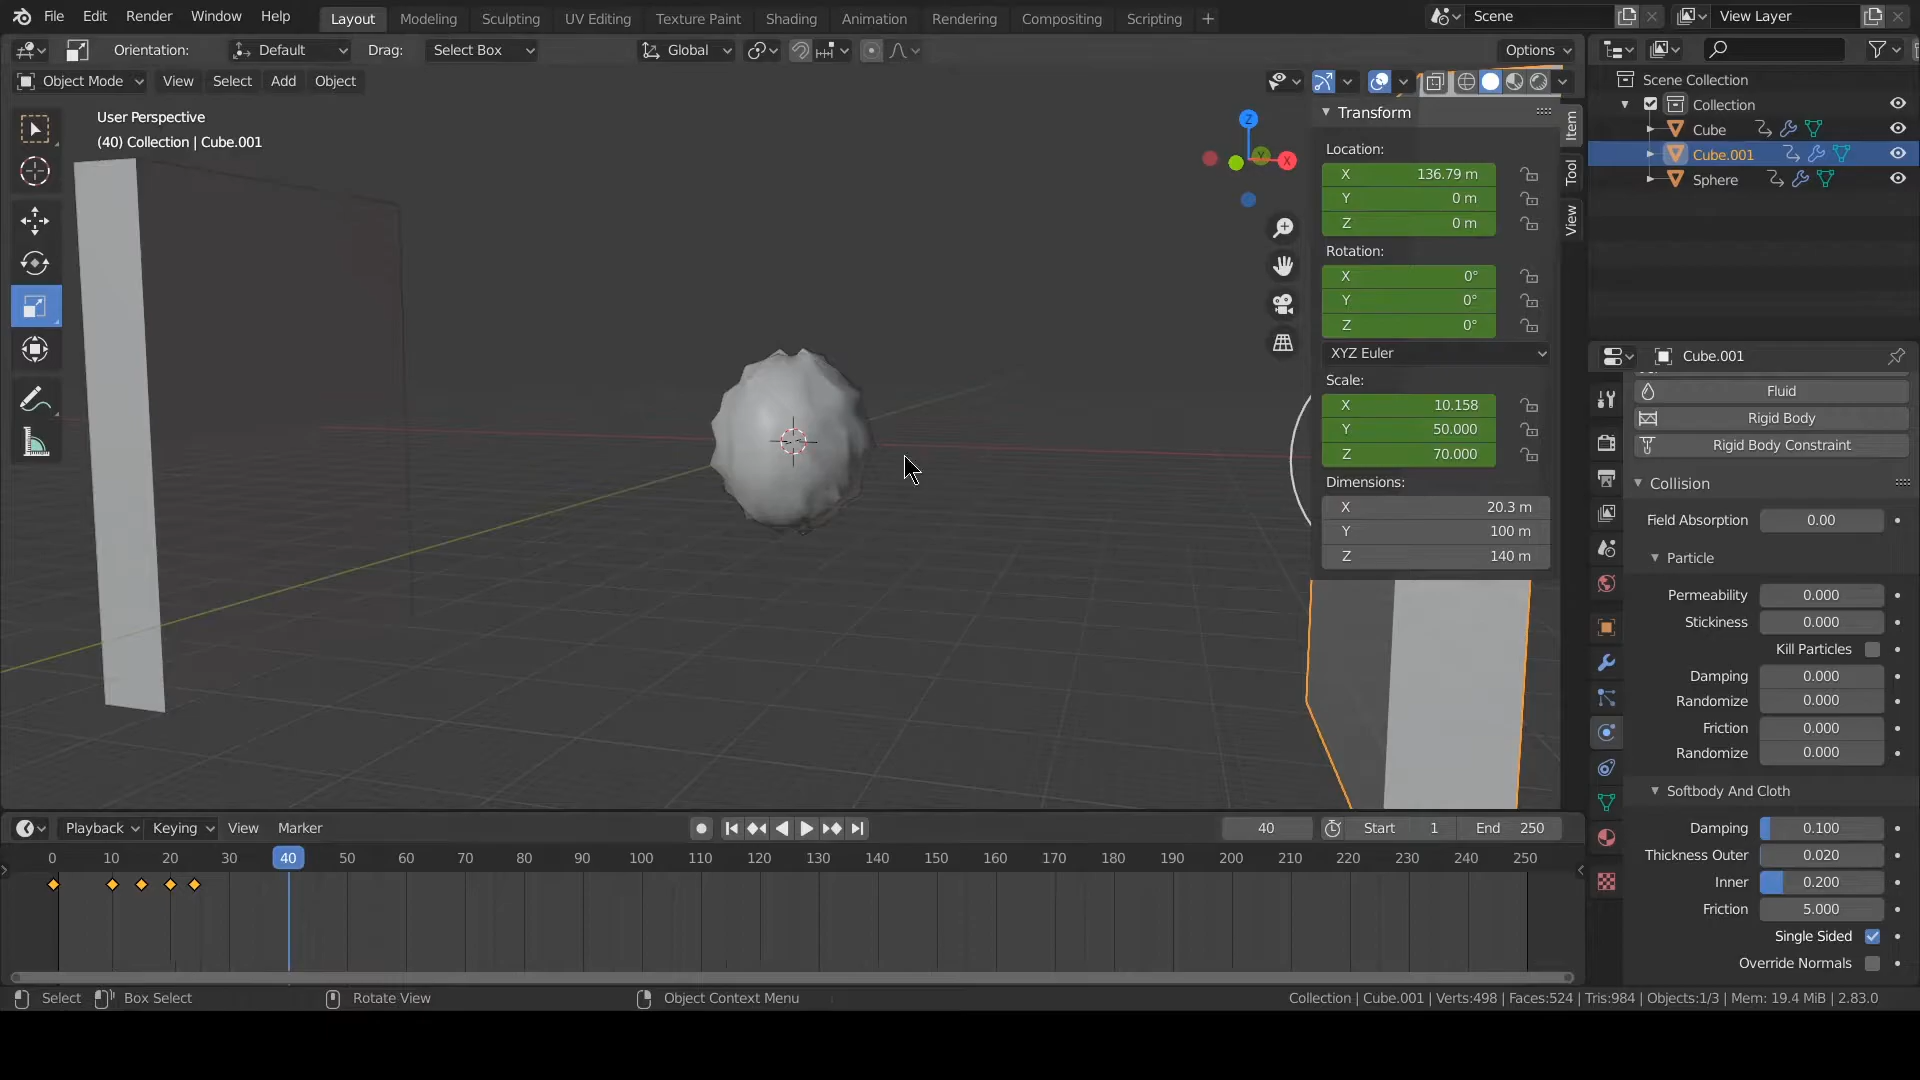 File Edit Render Window Help Layout Modeling Sculpting UV Editing Texture Paint Shading Animation Rendering Compositing Scripting + Scene View Layer
Orientation: Default Drag: Select Box Global Options
Object Mode View Select Add Object
User Perspective
(40) Collection | Cube.001
Z
X
Y
Transform
Location:
X 136.79 m
Y 0 m
Z 0 m
Rotation:
X 0°
Y 0°
Z 0°
XYZ Euler
Scale:
X 10.158
Y 50.000
Z 70.000
Dimensions:
X 20.3 m
Y 100 m
Z 140 m
Item
Tool
View
Scene Collection
Collection
Cube
Cube.001
Sphere
Cube.001
Fluid
Rigid Body
Rigid Body Constraint
Collision
Field Absorption 0.00
Particle
Permeability 0.000
Stickiness 0.000
Kill Particles
Damping 0.000
Randomize 0.000
Friction 0.000
Randomize 0.000
Softbody And Cloth
Damping 0.100
Thickness Outer 0.020
Inner 0.200
Friction 5.000
Single Sided
Override Normals
Playback Keying View Marker 40 Start 1 End 250
0 10 20 30 40 50 60 70 80 90 100 110 120 130 140 150 160 170 180 190 200 210 220 230 240 250
Select Box Select Rotate View Object Context Menu Collection | Cube.001 | Verts:498 | Faces:524 | Tris:984 | Objects:1/3 | Mem: 19.4 MiB | 2.83.0